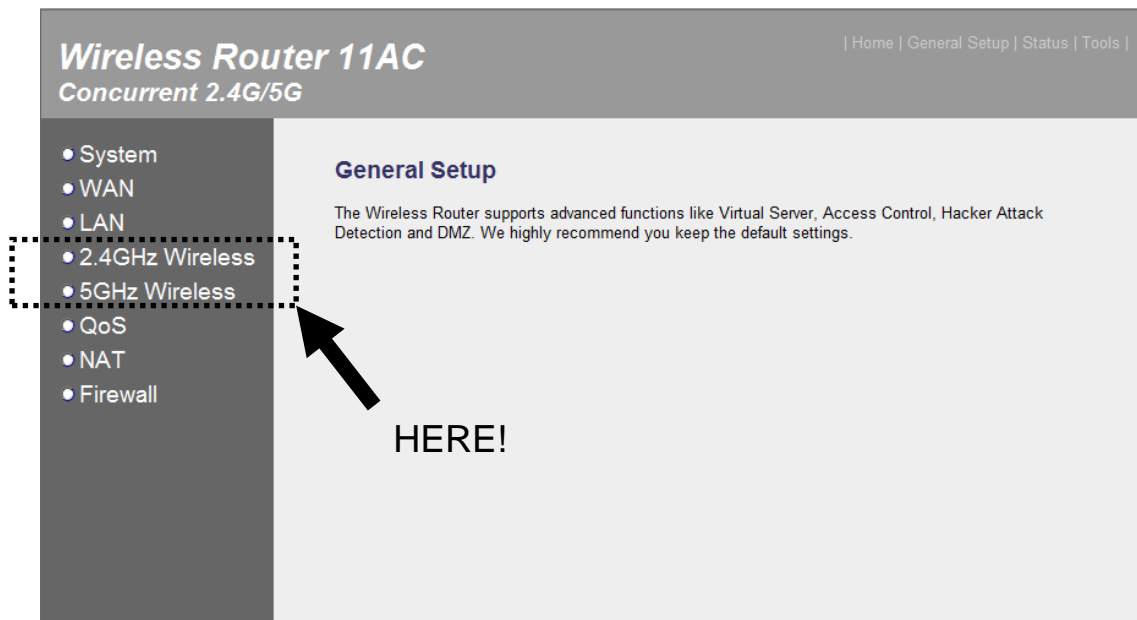 Wireless Router 11AC
Concurrent 2.4G/5G
| Home | General Setup | Status | Tools |
System
WAN
LAN
2.4GHz Wireless
5GHz Wireless
QoS
NAT
Firewall
General Setup
The Wireless Router supports advanced functions like Virtual Server, Access Control, Hacker Attack
Detection and DMZ. We highly recommend you keep the default settings.
HERE!